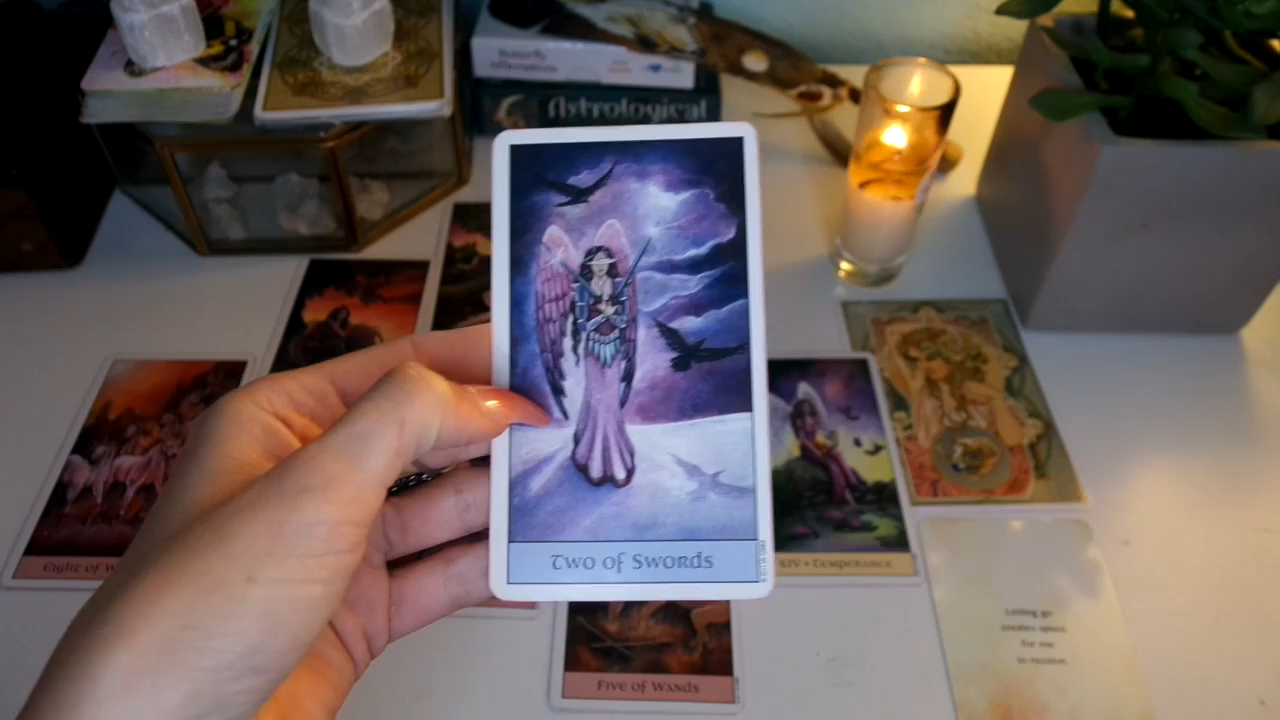 Butterfly
Affirmations
Astrological
Two of Swords
Eight of W
XIV • Temperance
Five of Wands
Letting go
creates space
for me
to receive